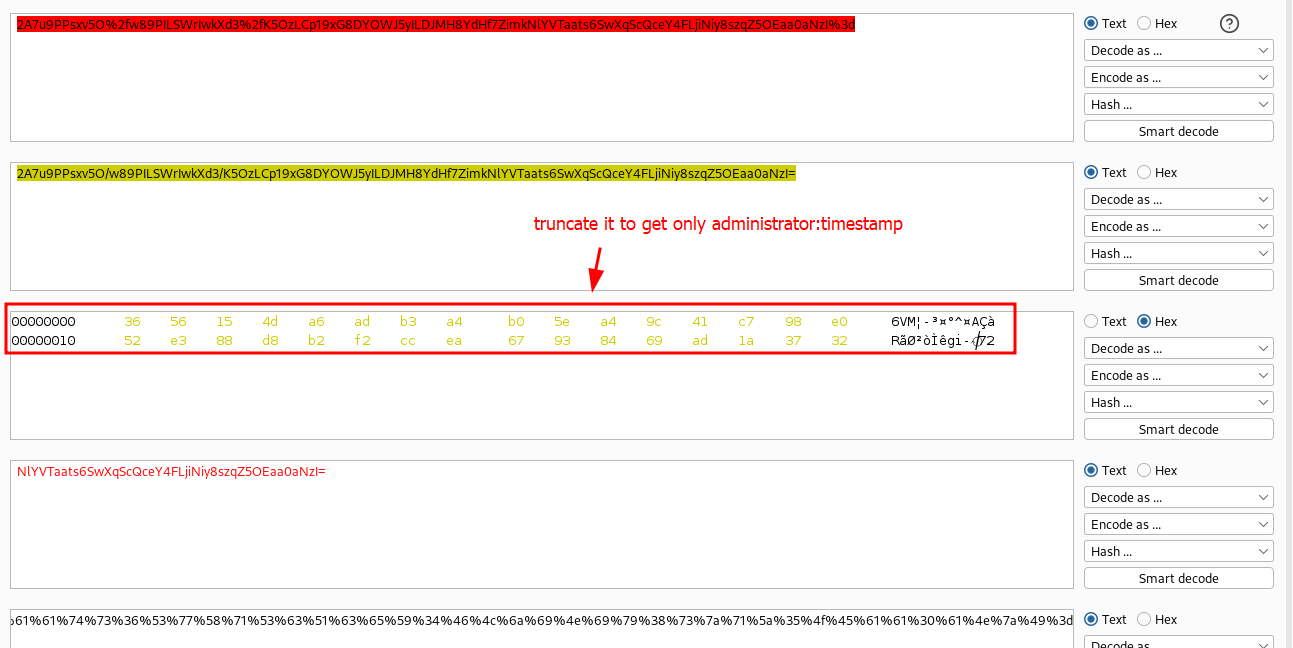 2A7u9PPsxv5O%2fw89PILSWrIwkXd3%2fK5OzLCp19xG8DYOWJ5yILDJMH8YdHf7ZimkNlYVTaats6SwXqScQceY4FLjiNiy8szqZ5OEaa0aNzI%3d
Text Hex ?
Decode as ...
Encode as ...
Hash ...
Smart decode
2A7u9PPsxv5O/w89PILSWrIwkXd3/K5OzLCp19xG8DYOWJ5yILDJMH8YdHf7ZimkNlYVTaats6SwXqScQceY4FLjiNiy8szqZ5OEaa0aNzI=
Text Hex
Decode as ...
Encode as ...
Hash ...
Smart decode
truncate it to get only administrator:timestamp
00000000 36 56 15 4d a6 ad b3 a4 b0 5e a4 9c 41 c7 98 e0 6VM¦-³¤°^¤AÇà
00000010 52 e3 88 d8 b2 f2 cc ea 67 93 84 69 ad 1a 37 32 RãØ²òÌêgi-72
Text Hex
Decode as ...
Encode as ...
Hash ...
Smart decode
NlYVTaats6SwXqScQceY4FLjiNiy8szqZ5OEaa0aNzI=
Text Hex
Decode as ...
Encode as ...
Hash ...
Smart decode
61%61%74%73%36%53%77%58%71%53%63%51%63%65%59%34%46%4c%6a%69%4e%69%79%38%73%7a%71%5a%35%4f%45%61%61%30%61%4e%7a%49%3d
Text Hex
Decode as ...